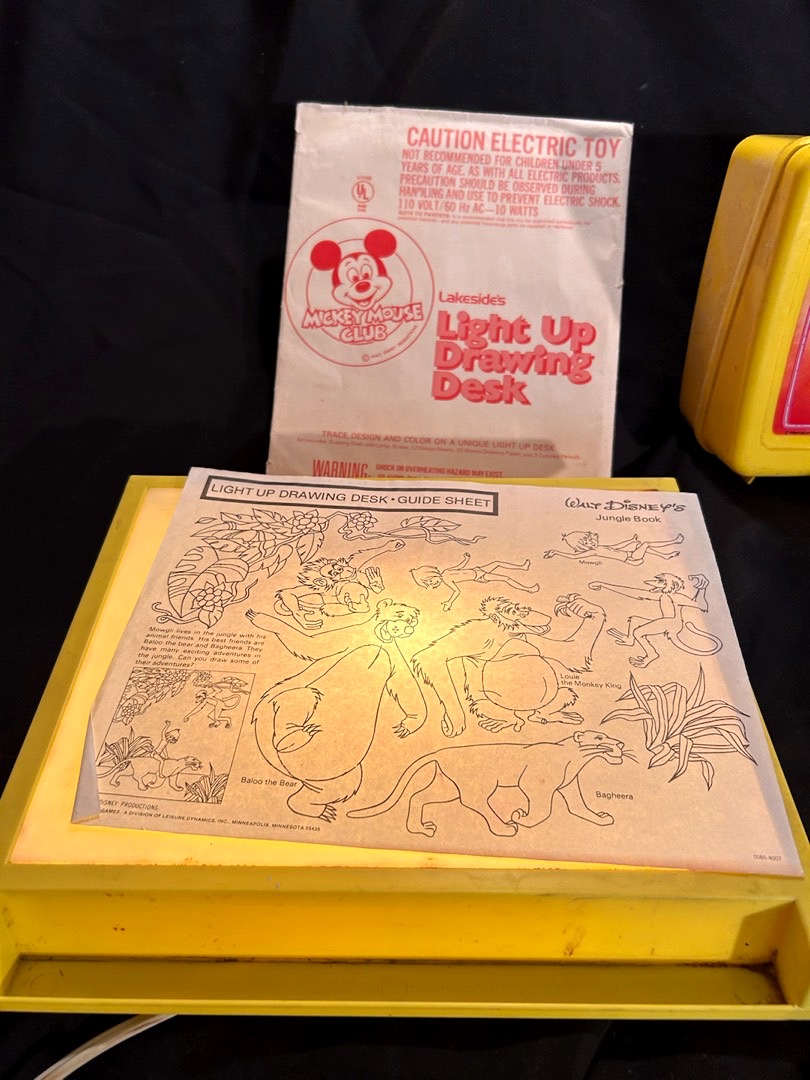 CAUTION ELECTRIC TOY
NOT RECOMMENDED FOR CHILDREN UNDER 5
YEARS OF AGE. AS WITH ALL ELECTRIC PRODUCTS,
PRECAUTION SHOULD BE OBSERVED DURING
HANDLING AND USE TO PREVENT ELECTRIC SHOCK.
110 VOLT/60 Hz AC—10 WATTS
UL
MICKEY MOUSE
CLUB
Lakeside's
Light Up
Drawing
Desk
TRACE DESIGN AND COLOR ON A UNIQUE LIGHT UP DESK
WARNING: SHOCK OR OVERHEATING HAZARD MAY EXIST
LIGHT UP DRAWING DESK • GUIDE SHEET
WALT DISNEY'S
Jungle Book
Mowgli
Mowgli lives in the jungle with his
animal friends. His best friends are
Baloo the bear and Bagheera. They
have many exciting adventures in
the jungle. Can you draw some of
their adventures?
Louie
the Monkey King
Baloo the Bear
Bagheera
DISNEY PRODUCTIONS
GAMES, A DIVISION OF LEISURE DYNAMICS, INC., MINNEAPOLIS, MINNESOTA 55435